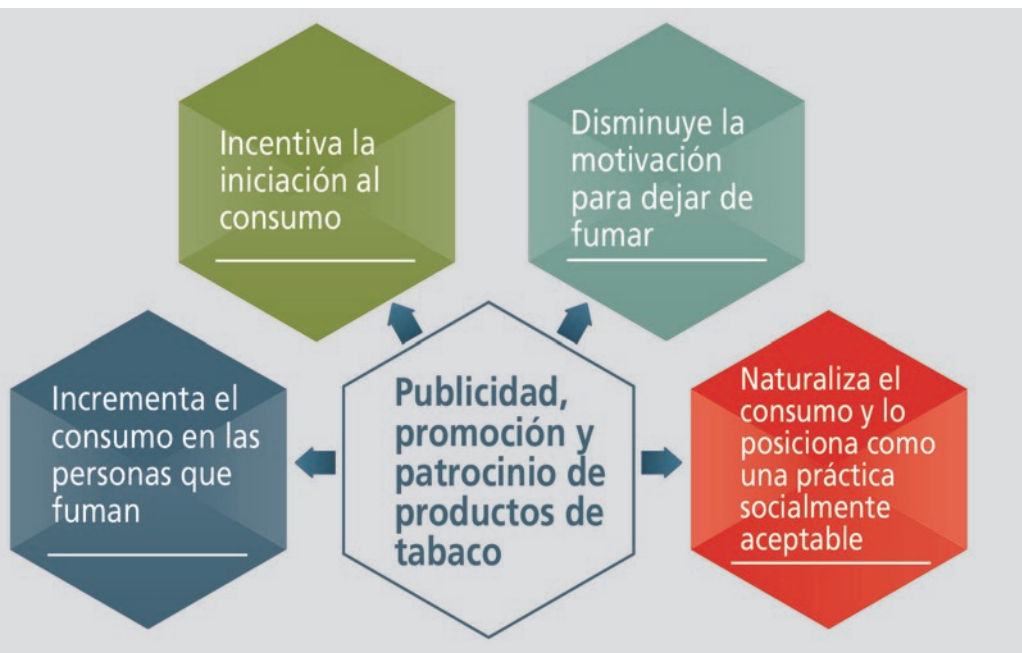 Incentiva la
iniciación al
consumo
Disminuye la
motivación
para dejar de
fumar
Incrementa el
consumo en las
personas que
fuman
Publicidad,
promoción y
patrocinio de
productos de
tabaco
Naturaliza el
consumo y lo
posiciona como
una práctica
socialmente
aceptable